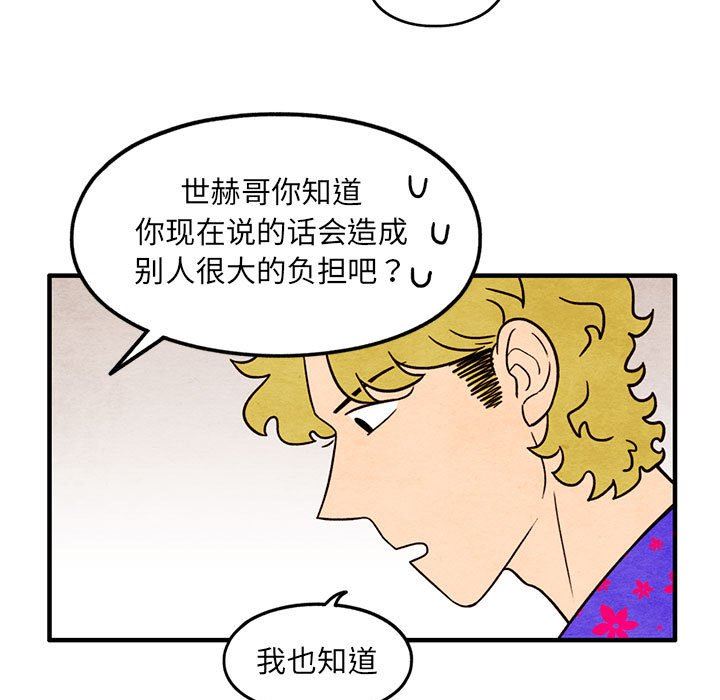 世赫哥你知道
你现在说的话会造成
别人很大的负担吧？
我也知道